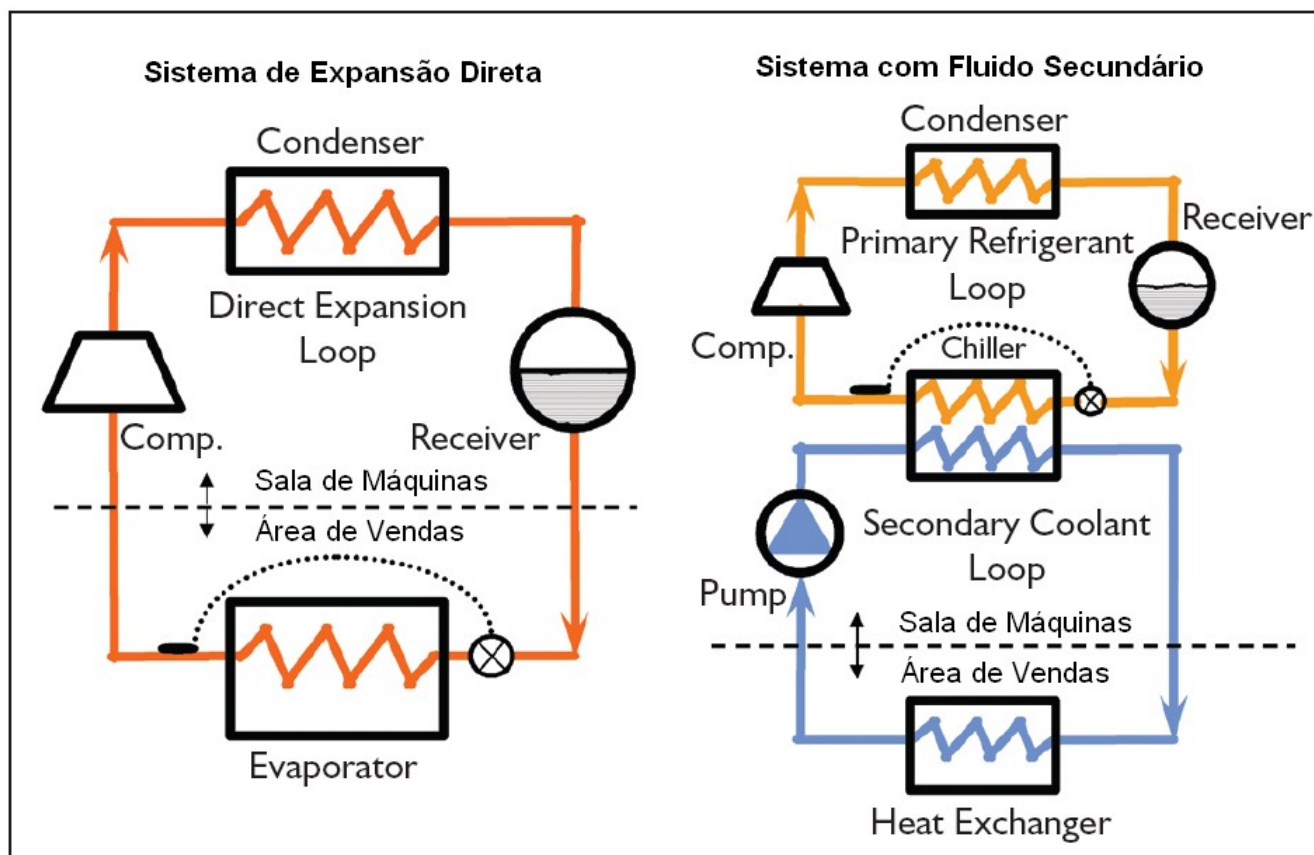 Sistema de Expansão Direta
Condenser
Direct Expansion
Loop
Comp.
Receiver
Sala de Máquinas
Área de Vendas
Evaporator
Sistema com Fluido Secundário
Condenser
Receiver
Primary Refrigerant
Loop
Comp.
Chiller
Secondary Coolant
Loop
Pump
Sala de Máquinas
Área de Vendas
Heat Exchanger